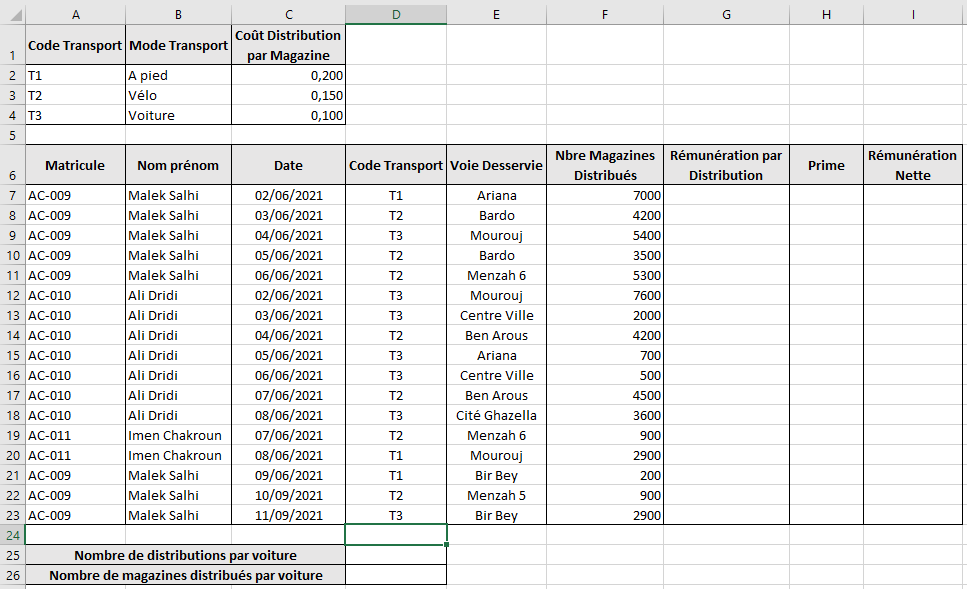 A B C D E F G H I
1 Code Transport Mode Transport Coût Distribution
par Magazine
2 T1 A pied 0,200
3 T2 Vélo 0,150
4 T3 Voiture 0,100
5
6 Matricule Nom prénom Date Code Transport Voie Desservie Nbre Magazines Rémunération par Prime Rémunération
Distribués Distribution Nette
7 AC-009 Malek Salhi 02/06/2021 T1 Ariana 7000
8 AC-009 Malek Salhi 03/06/2021 T2 Bardo 4200
9 AC-009 Malek Salhi 04/06/2021 T3 Mourouj 5400
10 AC-009 Malek Salhi 05/06/2021 T2 Bardo 3500
11 AC-009 Malek Salhi 06/06/2021 T2 Menzah 6 5300
12 AC-010 Ali Dridi 02/06/2021 T3 Mourouj 7600
13 AC-010 Ali Dridi 03/06/2021 T3 Centre Ville 2000
14 AC-010 Ali Dridi 04/06/2021 T2 Ben Arous 4200
15 AC-010 Ali Dridi 05/06/2021 T3 Ariana 700
16 AC-010 Ali Dridi 06/06/2021 T3 Centre Ville 500
17 AC-010 Ali Dridi 07/06/2021 T2 Ben Arous 4500
18 AC-010 Ali Dridi 08/06/2021 T3 Cité Ghazella 3600
19 AC-011 Imen Chakroun 07/06/2021 T2 Menzah 6 900
20 AC-011 Imen Chakroun 08/06/2021 T1 Mourouj 2900
21 AC-009 Malek Salhi 09/06/2021 T1 Bir Bey 200
22 AC-009 Malek Salhi 10/09/2021 T2 Menzah 5 900
23 AC-009 Malek Salhi 11/09/2021 T3 Bir Bey 2900
24
25 Nombre de distributions par voiture
26 Nombre de magazines distribués par voiture